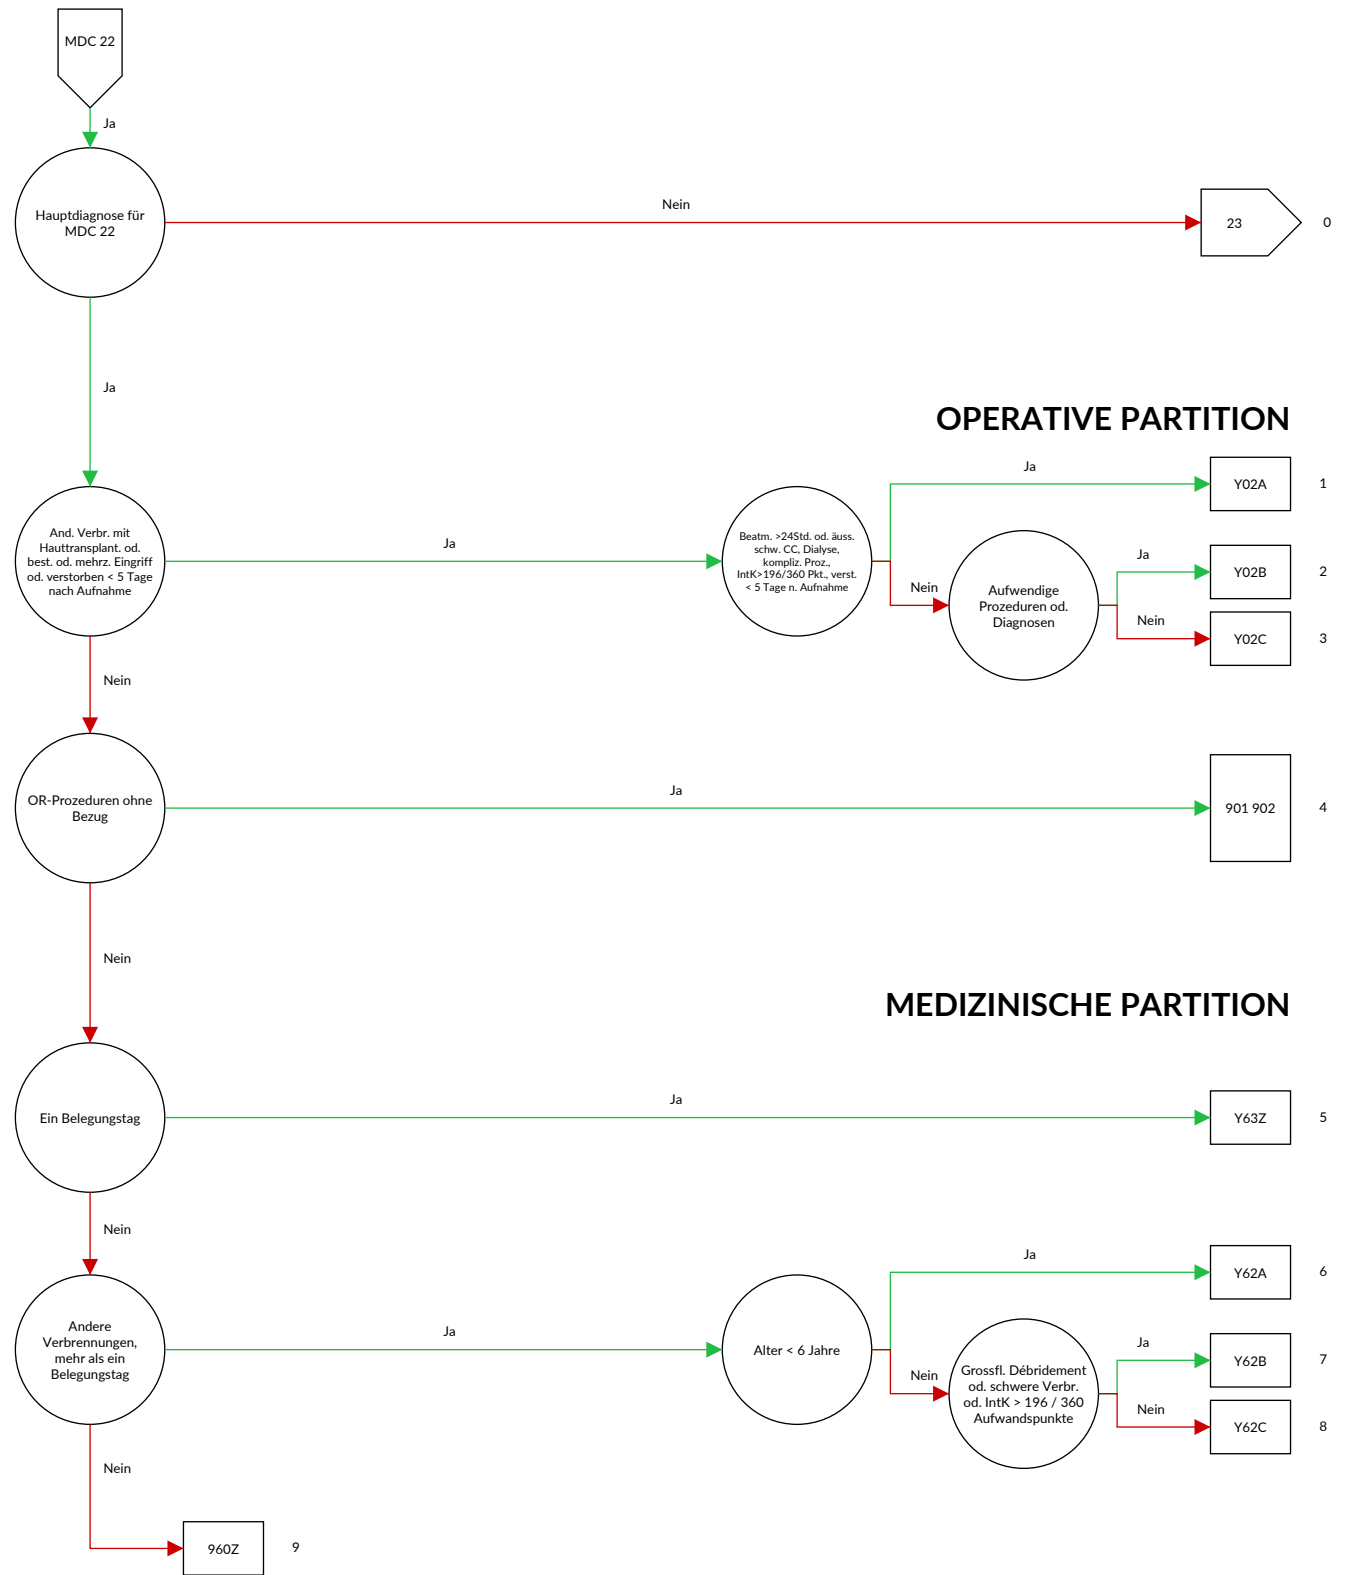 MDC 22
Ja
Hauptdiagnose für
MDC 22
Nein
23
0
Ja
OPERATIVE PARTITION
And. Verbr. mit
Hauttransplant. od.
best. od. mehrz. Eingriff
od. verstorben < 5 Tage
nach Aufnahme
Ja
Beatm. >24Std. od. äuss.
schw. CC, Dialyse,
kompliz. Proz.,
IntK>196/360 Pkt., verst.
< 5 Tage n. Aufnahme
Ja
Y02A
1
Nein
Aufwendige
Prozeduren od.
Diagnosen
Ja
Y02B
2
Nein
Y02C
3
Nein
OR-Prozeduren ohne
Bezug
Ja
901 902
4
Nein
MEDIZINISCHE PARTITION
Ein Belegungstag
Ja
Y63Z
5
Nein
Andere
Verbrennungen,
mehr als ein
Belegungstag
Ja
Alter < 6 Jahre
Ja
Y62A
6
Nein
Grossfl. Débridement
od. schwere Verbr.
od. IntK > 196 / 360
Aufwandspunkte
Ja
Y62B
7
Nein
Y62C
8
Nein
960Z
9